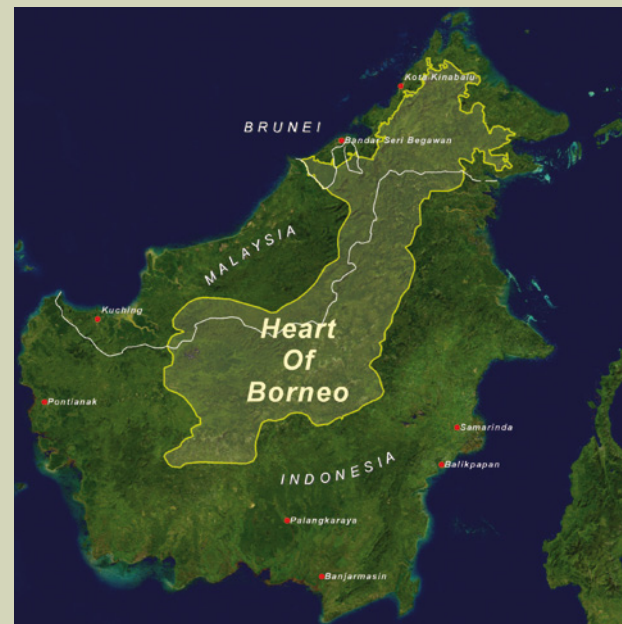 Kota Kinabalu
BRUNEI
Bandar Seri Begawan
MALAYSIA
Kuching
Heart
Of
Borneo
Pontianak
Samarinda
Balikpapan
INDONESIA
Palangkaraya
Banjarmasin